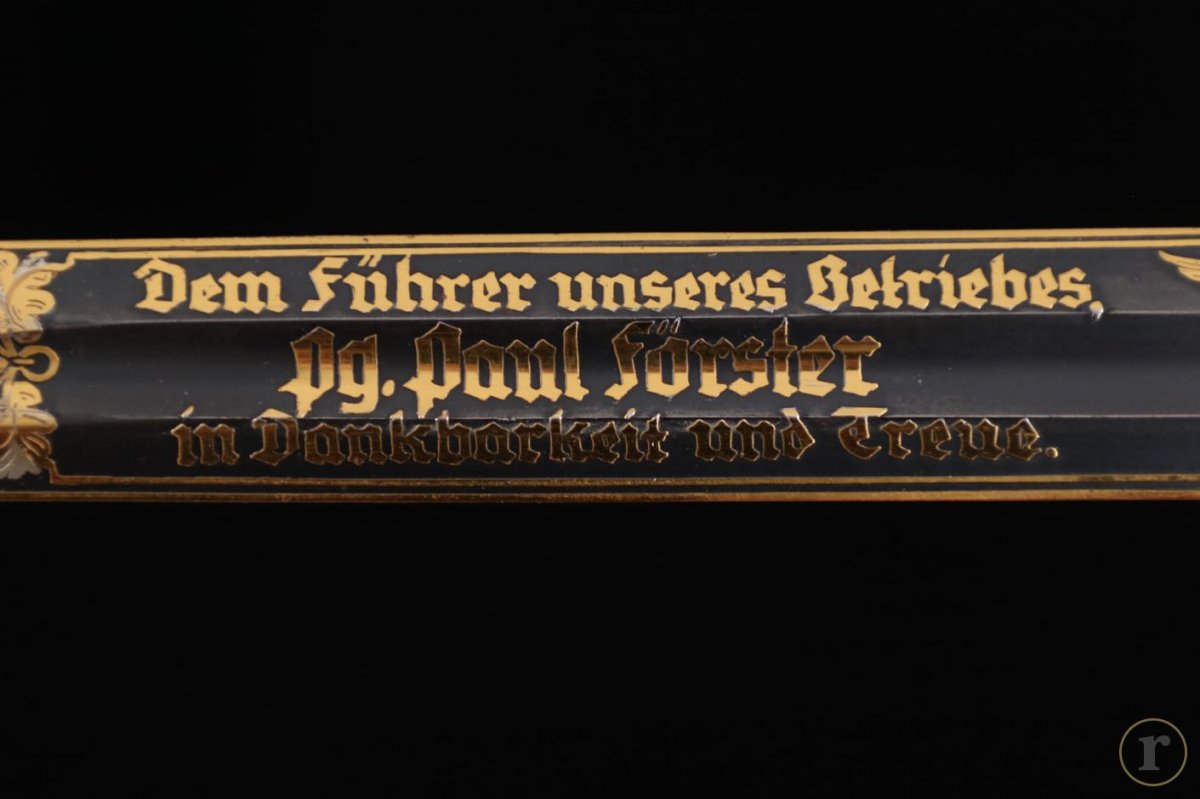 Dem Führer unseres Betriebes,
Pg. Paul Förster
in Dankbarkeit und Treue.
r